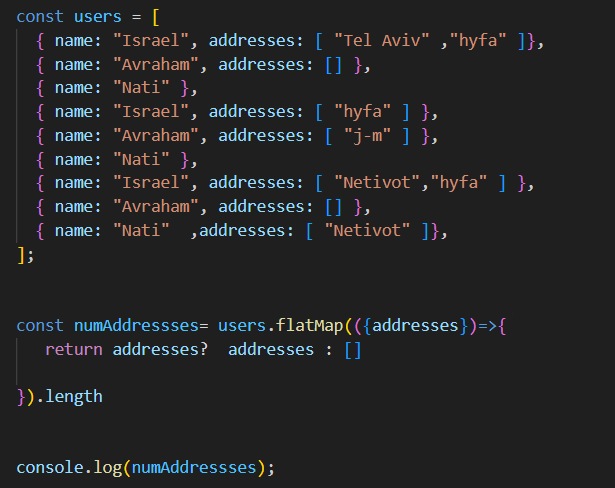 const users = [
{ name: "Israel", addresses: [ "Tel Aviv" ,"hyfa" ]},
{ name: "Avraham", addresses: [] },
{ name: "Nati" },
{ name: "Israel", addresses: [ "hyfa" ] },
{ name: "Avraham", addresses: [ "j-m" ] },
{ name: "Nati" },
{ name: "Israel", addresses: [ "Netivot","hyfa" ] },
{ name: "Avraham", addresses: [] },
{ name: "Nati"  ,addresses: [ "Netivot" ]},
];
const numAddressses= users.flatMap(({addresses})=>{
return addresses?  addresses : []
}).length
console.log(numAddressses);